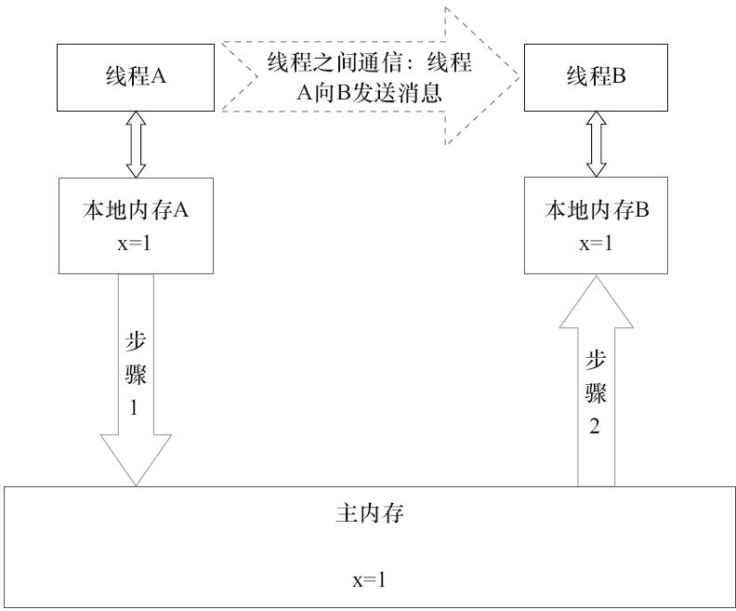 线程A
线程之间通信：线程
A向B发送消息
线程B
本地内存A
x=1
本地内存B
x=1
步
骤
1
步
骤
2
主内存
x=1